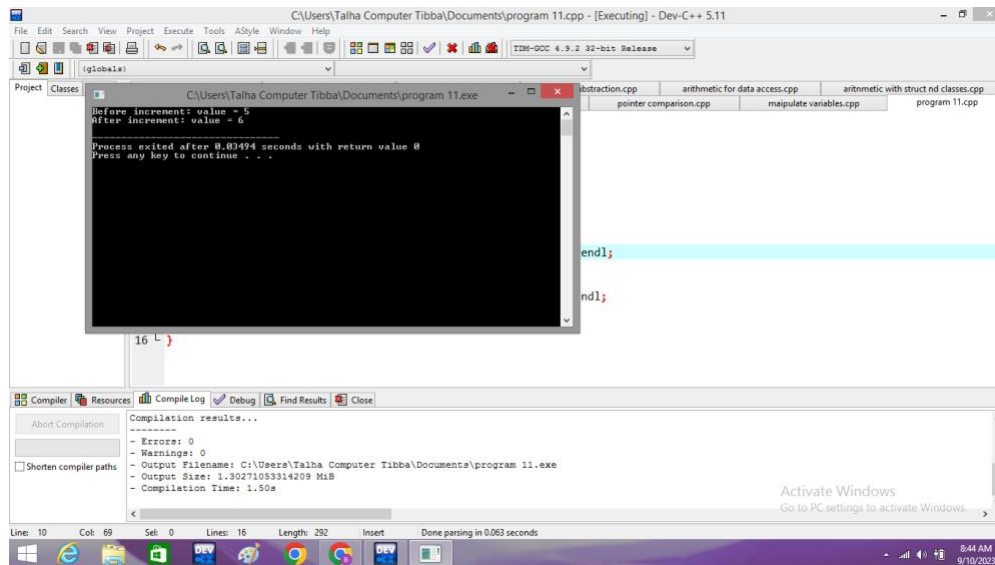 C:\Users\Talha Computer Tibba\Documents\program 11.cpp - [Executing] - Dev-C++ 5.11
File Edit Search View Project Execute Tools AStyle Window Help
TDM-GCC 4.9.2 32-bit Release
(globals)
Project Classes
bstraction.cpp arithmetic for data access.cpp aritnmetic with struct nd classes.cpp
pointer comparison.cpp maipulate variables.cpp program 11.cpp
C:\Users\Talha Computer Tibba\Documents\program 11.exe
Before increment: value = 5
After increment: value = 6
--------------------------------
Process exited after 0.03494 seconds with return value 0
Press any key to continue . . .
endl;
ndl;
16 }
Compiler Resources Compile Log Debug Find Results Close
Abort Compilation
Shorten compiler paths
Compilation results...
--------
- Errors: 0
- Warnings: 0
- Output Filename: C:\Users\Talha Computer Tibba\Documents\program 11.exe
- Output Size: 1.30271053314209 MiB
- Compilation Time: 1.50s
Activate Windows
Go to PC settings to activate Windows.
Line: 10 Col: 69 Sel: 0 Lines: 16 Length: 292 Insert Done parsing in 0.063 seconds
DEV
DEV
8:44 AM
9/10/2023